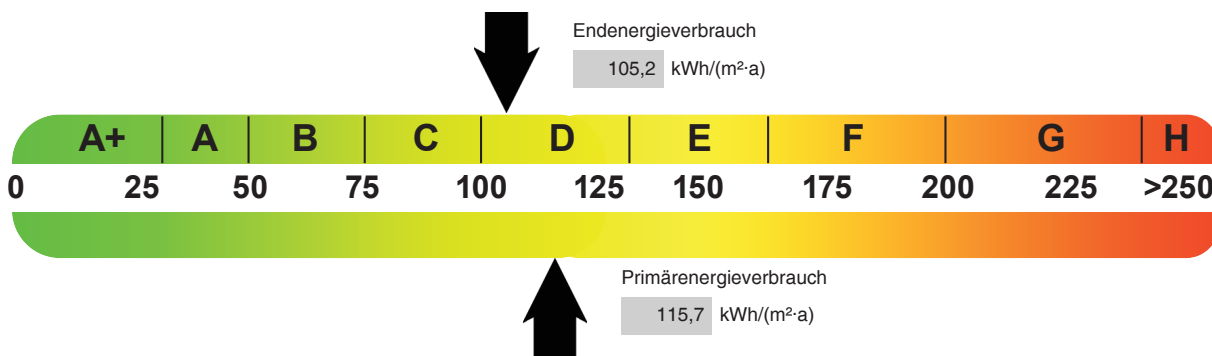 Endenergieverbrauch
105,2 kWh/(m²·a)
A+ A B C D E F G H
0 25 50 75 100 125 150 175 200 225 >250
Primärenergieverbrauch
115,7 kWh/(m²·a)